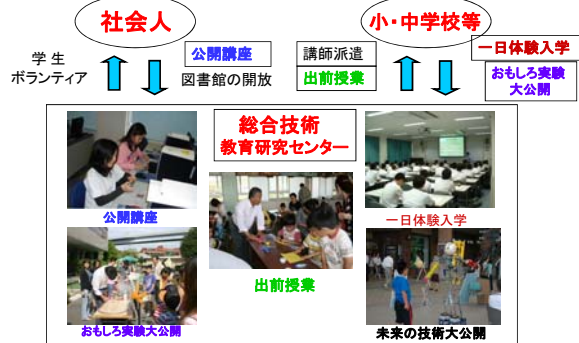 社会人
小・中学校等
学 生
ボランティア
公開講座
図書館の開放
講師派遣
出前授業
一日体験入学
おもしろ実験
大公開
総合技術
教育研究センター
公開講座
一日体験入学
出前授業
おもしろ実験大公開
未来の技術大公開